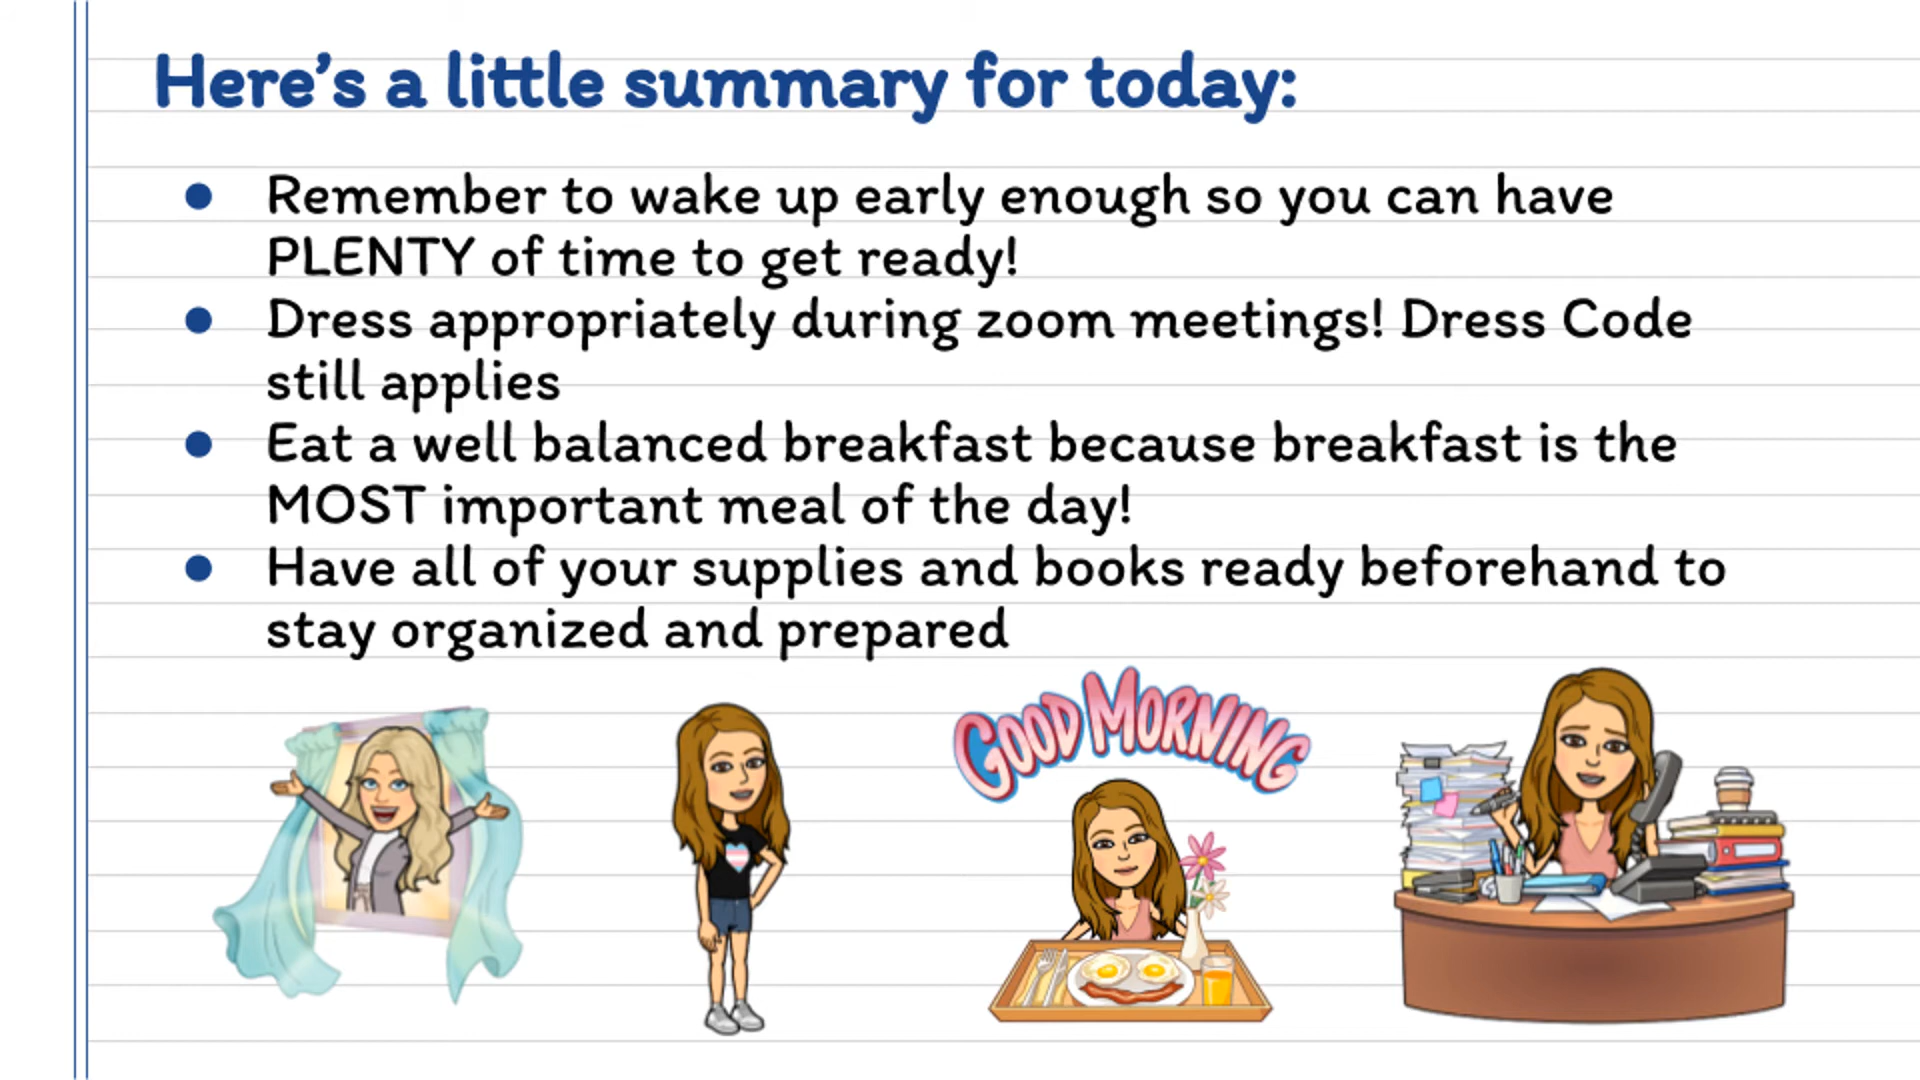 Here's a little summary for today:
● Remember to wake up early enough so you can have
PLENTY of time to get ready!
● Dress appropriately during zoom meetings! Dress Code
still applies
● Eat a well balanced breakfast because breakfast is the
MOST important meal of the day!
● Have all of your supplies and books ready beforehand to
stay organized and prepared
GOOD MORNING